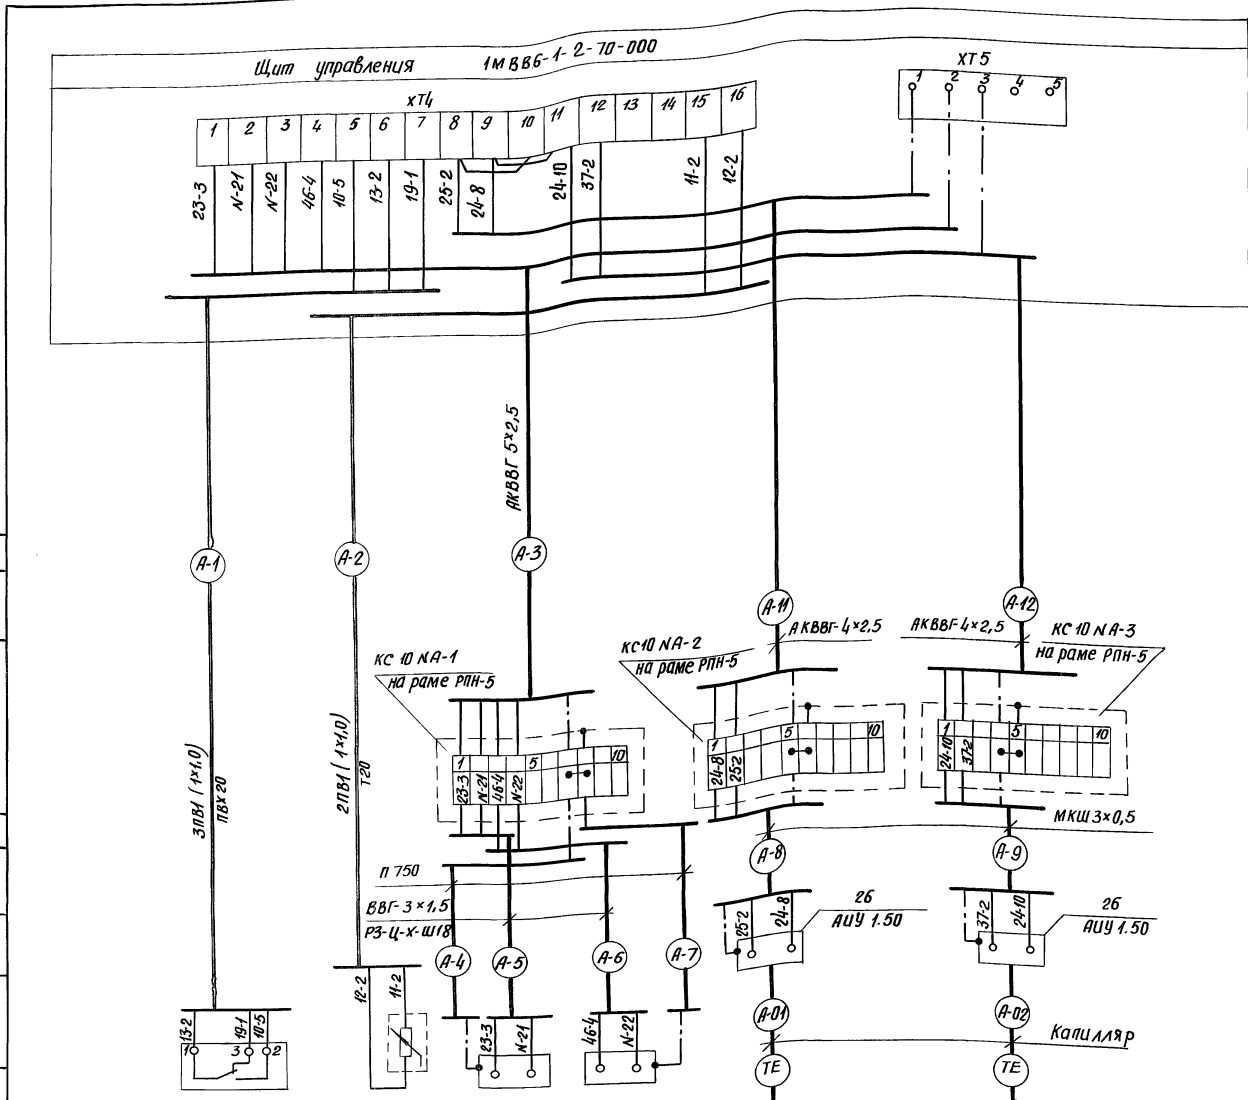 Щит управления 1МВВ6-1-2-70-000
ХТ5
1 2 3 4 5
ХТ4
1 2 3 4 5 6 7 8 9 10 11 12 13 14 15 16
23-3 N-21 N-22 46-4 10-5 13-2 19-1 25-2 24-8 24-10 37-2 11-2 12-2
АКВВГ 5×2,5
А-1 А-2 А-3
А-11 А-12
АКВВГ-4×2,5 АКВВГ-4×2,5
КС 10 NА-1
на раме РПН-5
КС10 NА-2
на раме РПН-5
КС10 NА-3
на раме РПН-5
1 5 10
23-3 N-21 46-4 N-22
1 5 10
24-8 25-2
1 5 10
24-10 37-2
3ПВ1 (1×1,0)
ПВХ20
2ПВ1 (1×1,0)
Т20
МКШ 3×0,5
П 750
ВВГ-3×1,5
РЗ-Ц-Х-Ш18
А-8 А-9
А-4 А-5 А-6 А-7
25-2 24-8
26
АИУ 1.50
37-2 24-10
26
АИУ 1.50
12-2 11-2
13-2 19-1 10-5
1 3 2
23-3 N-21
46-4 N-22
А-01 А-02
Капилляр
ТЕ ТЕ